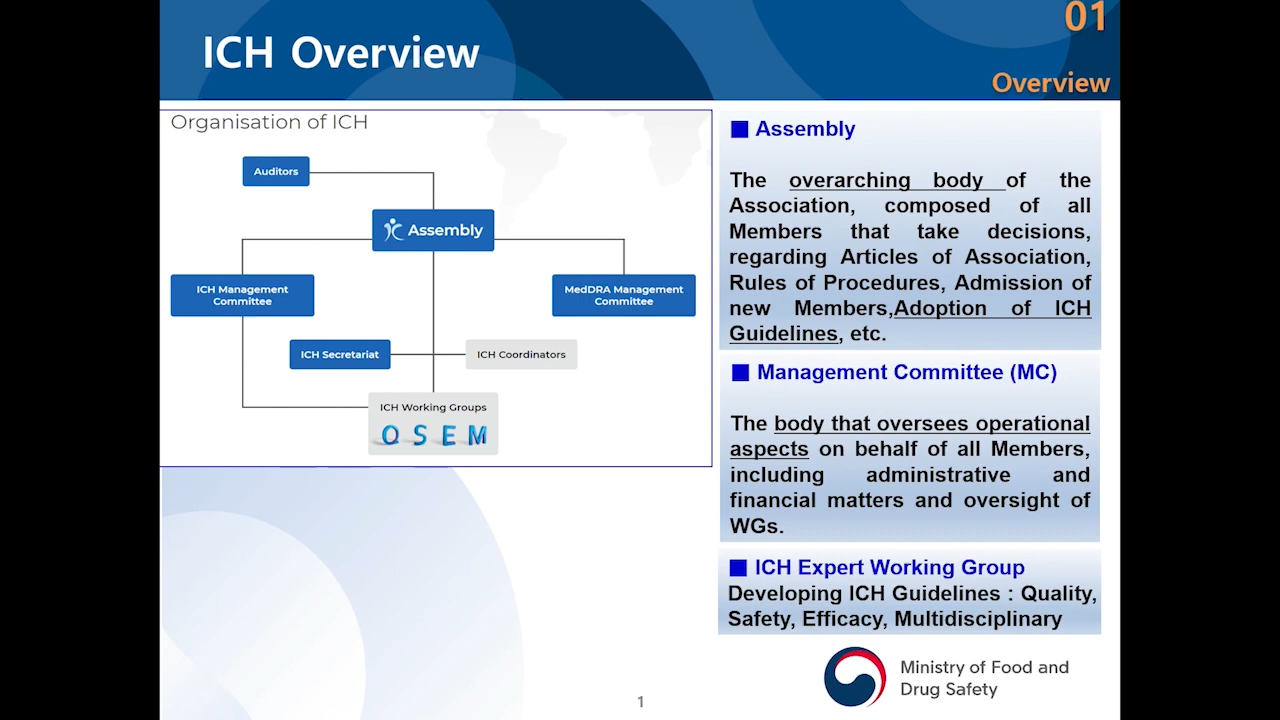 01
ICH Overview
Overview
Organisation of ICH
Auditors
Assembly
ICH Management
Committee
MedDRA Management
Committee
ICH Secretariat
ICH Coordinators
ICH Working Groups
Q S E M
■ Assembly
The overarching body of the
Association, composed of all
Members that take decisions,
regarding Articles of Association,
Rules of Procedures, Admission of
new Members,Adoption of ICH
Guidelines, etc.
■ Management Committee (MC)
The body that oversees operational
aspects on behalf of all Members,
including administrative and
financial matters and oversight of
WGs.
■ ICH Expert Working Group
Developing ICH Guidelines : Quality,
Safety, Efficacy, Multidisciplinary
Ministry of Food and
Drug Safety
1